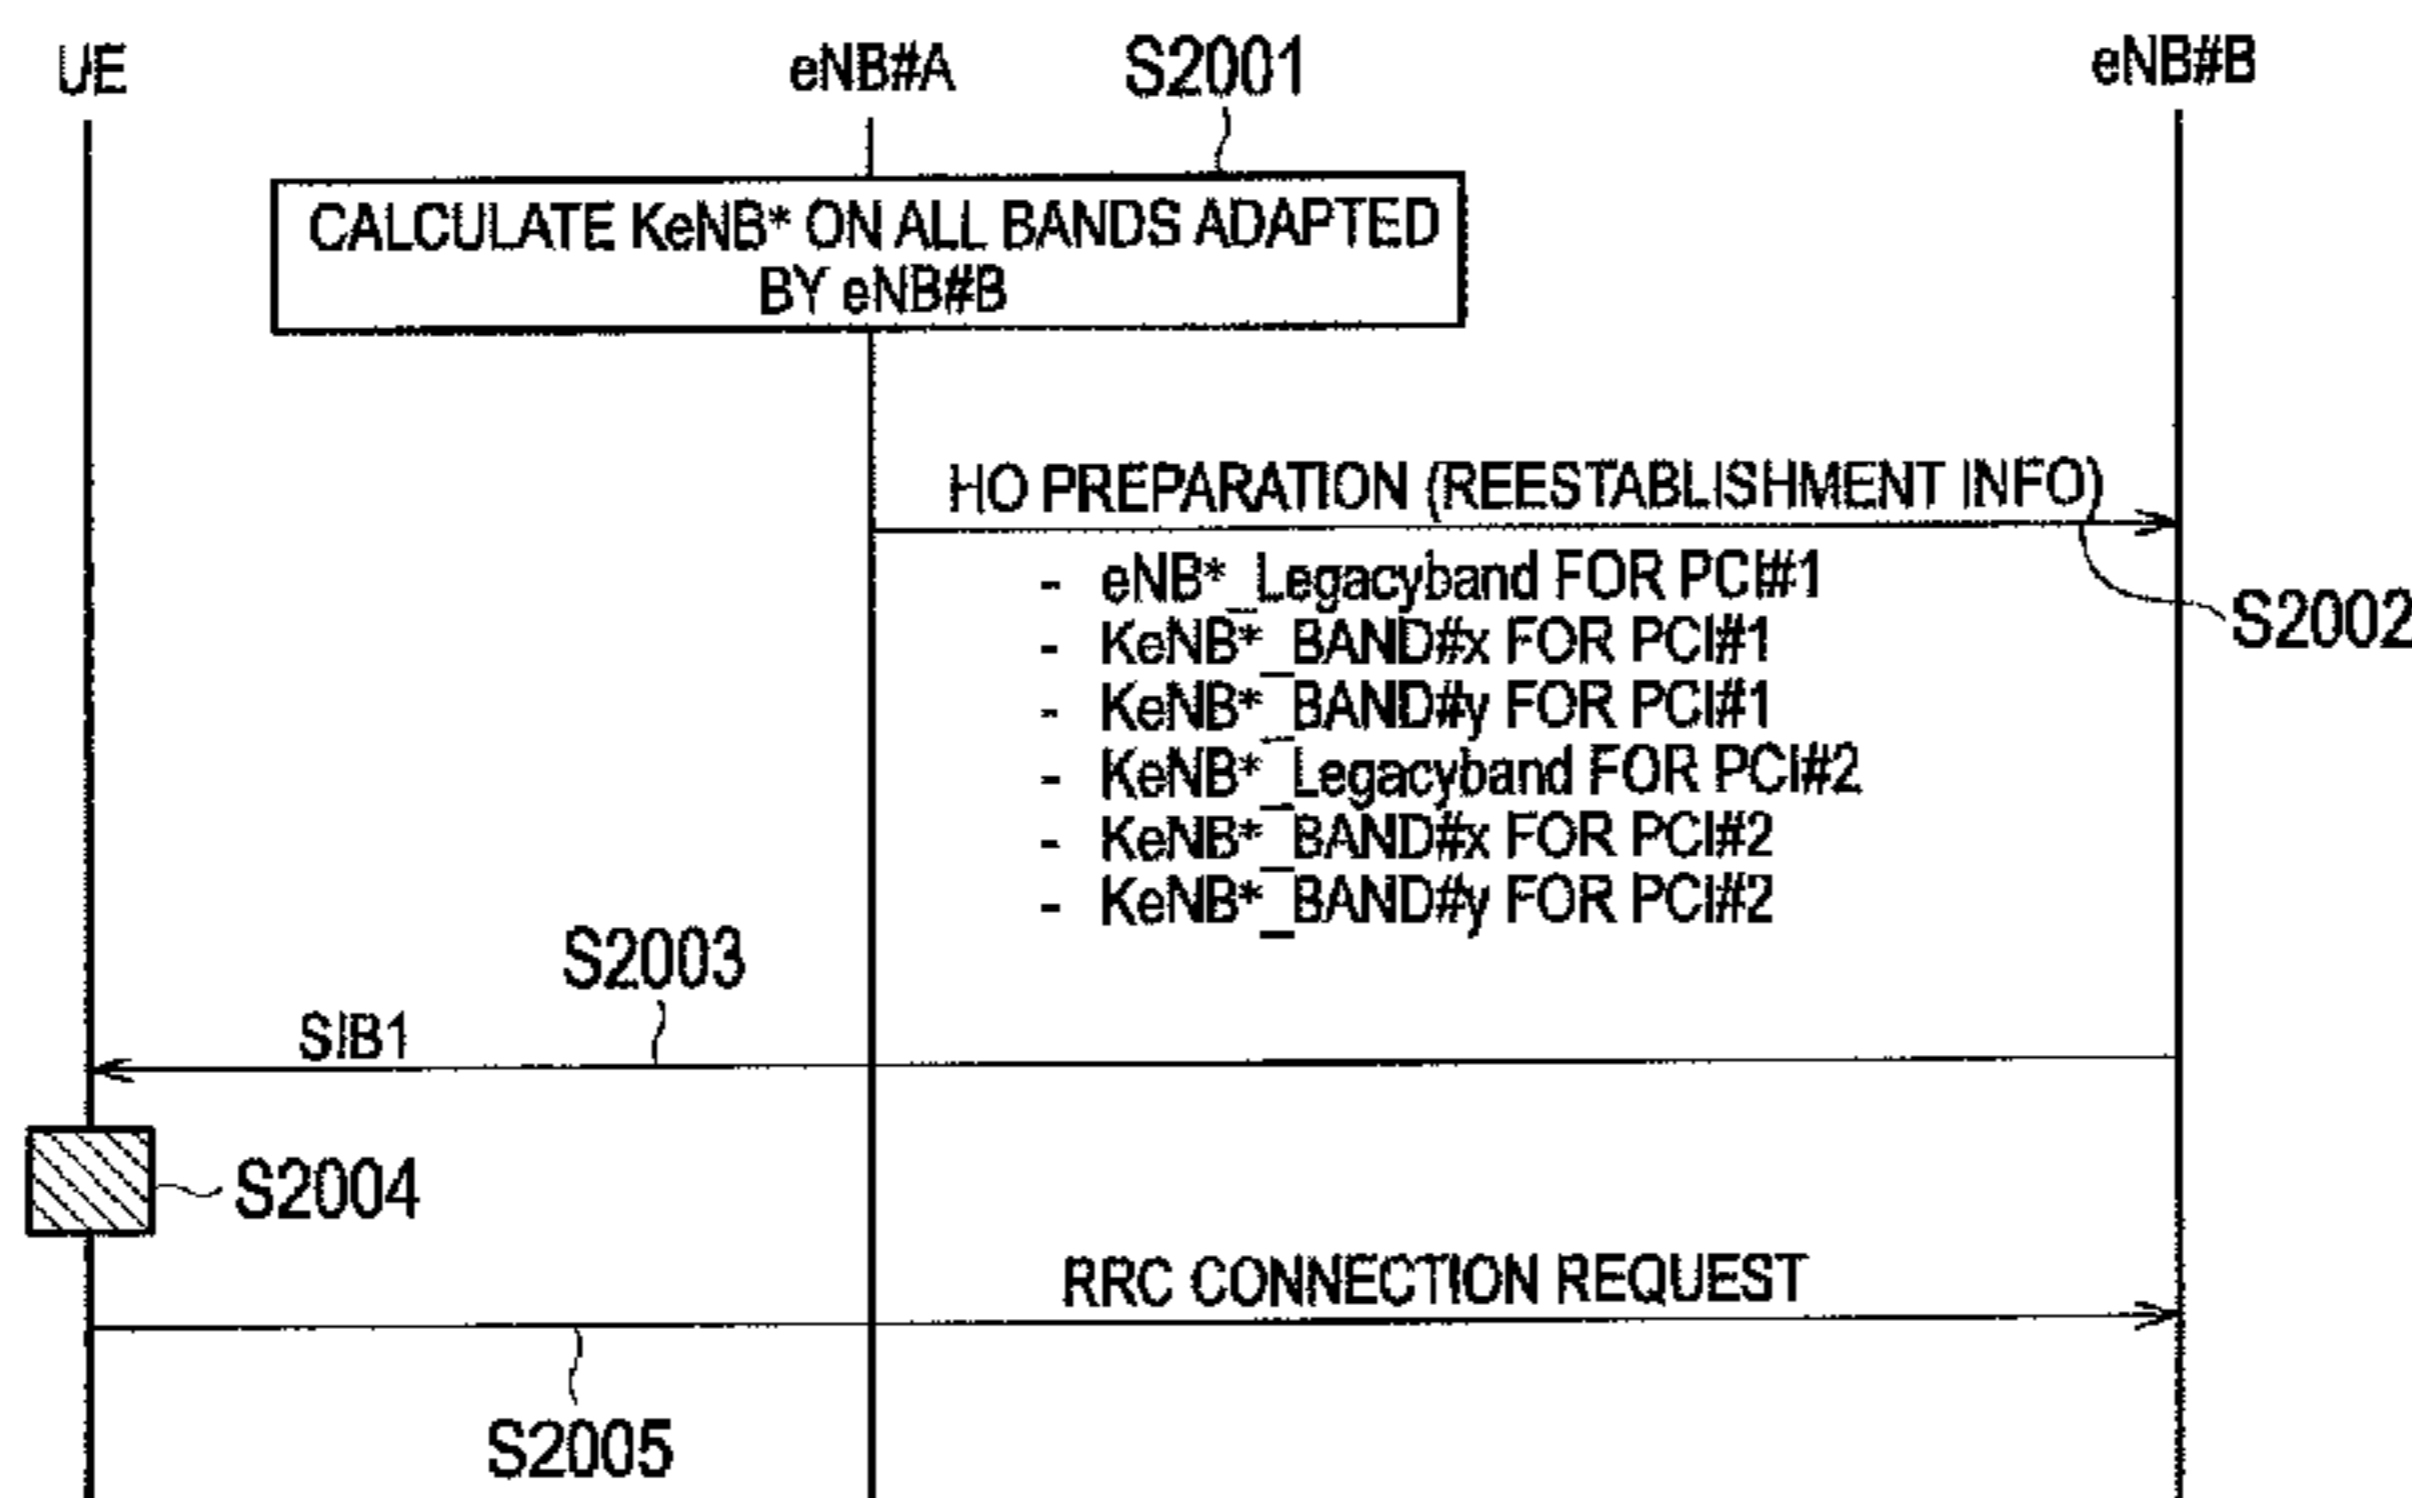 UE
eNB#A
S2001
eNB#B
CALCULATE KeNB* ON ALL BANDS ADAPTED
BY eNB#B
HO PREPARATION (REESTABLISHMENT INFO)
- eNB*_Legacyband FOR PCI#1
- KeNB*_BAND#x FOR PCI#1
- KeNB*_BAND#y FOR PCI#1
- KeNB*_Legacyband FOR PCI#2
- KeNB*_BAND#x FOR PCI#2
- KeNB*_BAND#y FOR PCI#2
S2002
S2003
SIB1
S2004
RRC CONNECTION REQUEST
S2005